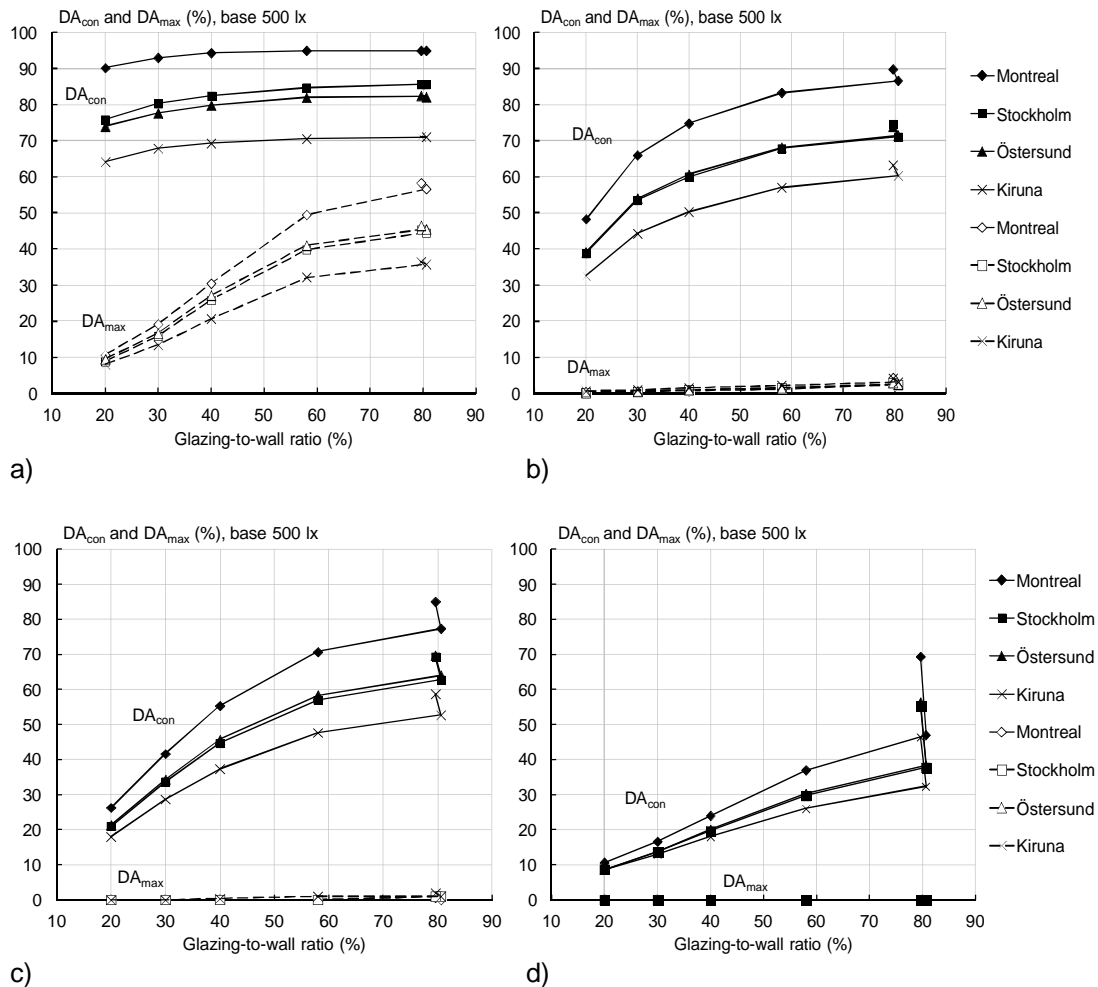 DAcon and DAmax (%), base 500 lx
100
90
80
70
60
50
40
30
20
10
0
DAcon
DAmax
10 20 30 40 50 60 70 80 90
Glazing-to-wall ratio (%)
a)
DAcon and DAmax (%), base 500 lx
100
90
80
70
60
50
40
30
20
10
0
DAcon
DAmax
10 20 30 40 50 60 70 80 90
Glazing-to-wall ratio (%)
b)
Montreal
Stockholm
Östersund
Kiruna
Montreal
Stockholm
Östersund
Kiruna
DAcon and DAmax (%), base 500 lx
100
90
80
70
60
50
40
30
20
10
0
DAcon
DAmax
10 20 30 40 50 60 70 80 90
Glazing-to-wall ratio (%)
c)
DAcon and DAmax (%), base 500 lx
100
90
80
70
60
50
40
30
20
10
0
DAcon
DAmax
10 20 30 40 50 60 70 80 90
Glazing-to-wall ratio (%)
d)
Montreal
Stockholm
Östersund
Kiruna
Montreal
Stockholm
Östersund
Kiruna